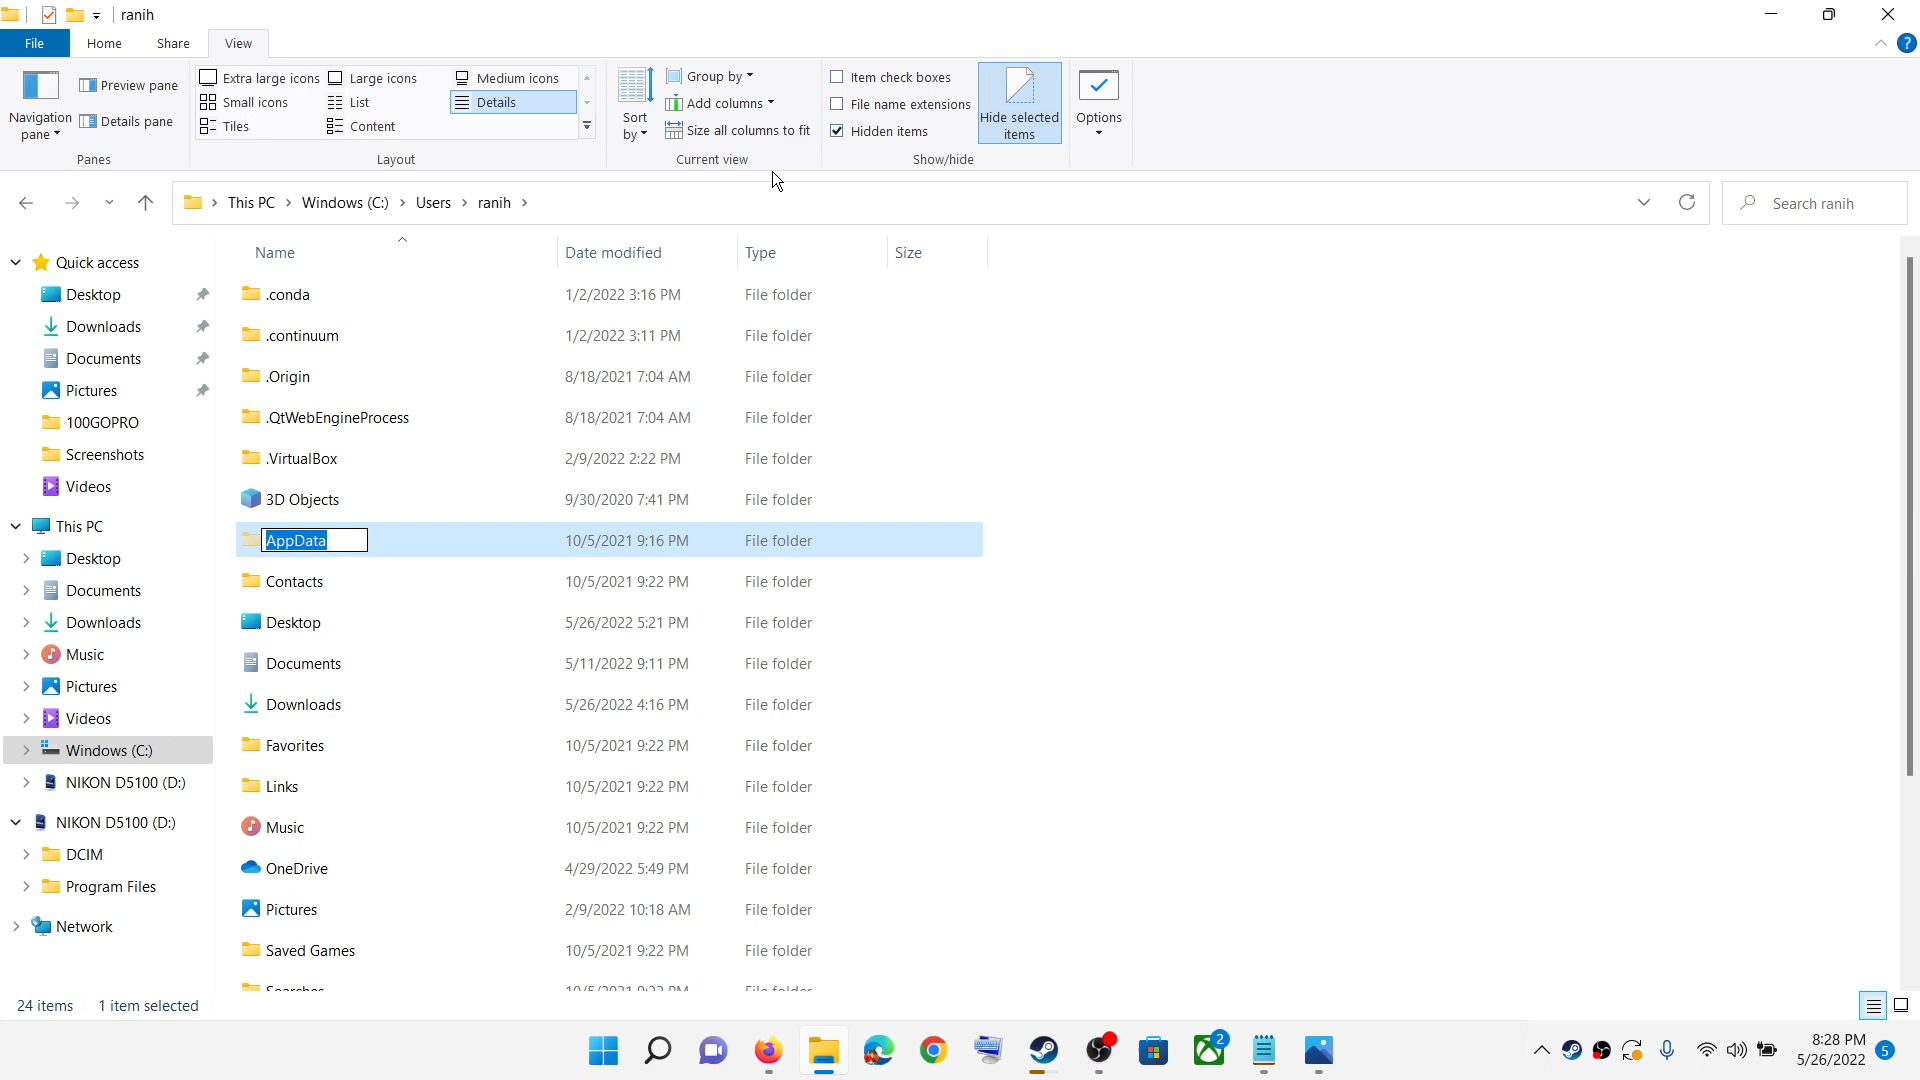 ranih
File Home Share View
Navigation pane
Preview pane
Details pane
Panes
Extra large icons Large icons Medium icons
Small icons List Details
Tiles Content
Layout
Sort by
Group by
Add columns
Size all columns to fit
Current view
Item check boxes
File name extensions
Hidden items
Hide selected items
Show/hide
Options
This PC Windows (C:) Users ranih
Search ranih
Quick access
Desktop
Downloads
Documents
Pictures
100GOPRO
Screenshots
Videos
This PC
Desktop
Documents
Downloads
Music
Pictures
Videos
Windows (C:)
NIKON D5100 (D:)
NIKON D5100 (D:)
DCIM
Program Files
Network
Name Date modified Type Size
.conda 1/2/2022 3:16 PM File folder
.continuum 1/2/2022 3:11 PM File folder
.Origin 8/18/2021 7:04 AM File folder
.QtWebEngineProcess 8/18/2021 7:04 AM File folder
.VirtualBox 2/9/2022 2:22 PM File folder
3D Objects 9/30/2020 7:41 PM File folder
AppData 10/5/2021 9:16 PM File folder
Contacts 10/5/2021 9:22 PM File folder
Desktop 5/26/2022 5:21 PM File folder
Documents 5/11/2022 9:11 PM File folder
Downloads 5/26/2022 4:16 PM File folder
Favorites 10/5/2021 9:22 PM File folder
Links 10/5/2021 9:22 PM File folder
Music 10/5/2021 9:22 PM File folder
OneDrive 4/29/2022 5:49 PM File folder
Pictures 2/9/2022 10:18 AM File folder
Saved Games 10/5/2021 9:22 PM File folder
Searches 10/5/2021 9:22 PM File folder
24 items 1 item selected
2
8:28 PM
5/26/2022
5